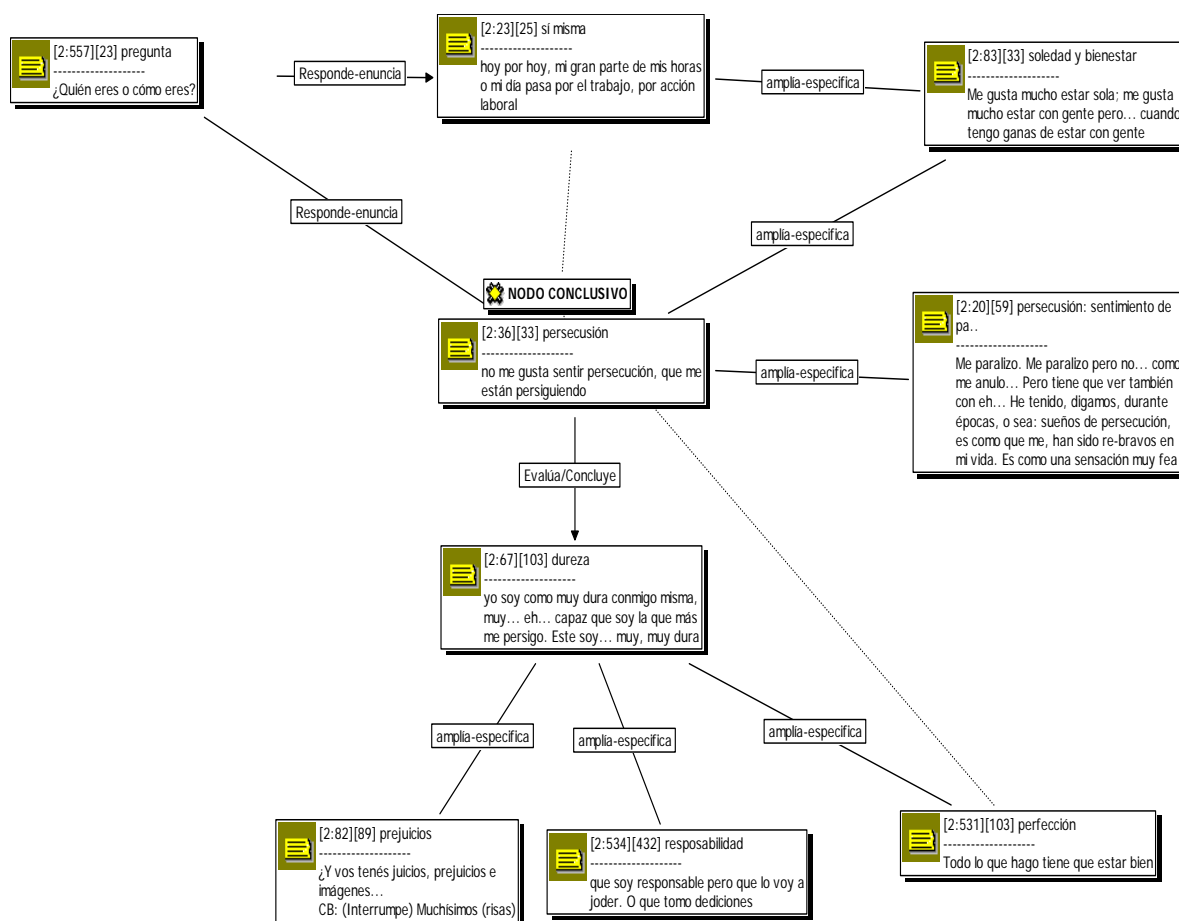 [2:557][23] pregunta
--------------------
¿Quién eres o cómo eres?
Responde-enuncia
[2:23][25] sí misma
--------------------
hoy por hoy, mi gran parte de mis horas
o mi día pasa por el trabajo, por acción
laboral
amplía-especifica
[2:83][33] soledad y bienestar
--------------------
Me gusta mucho estar sola; me gusta
mucho estar con gente pero... cuando
tengo ganas de estar con gente
Responde-enuncia
amplía-especifica
NODO CONCLUSIVO
[2:36][33] persecusión
--------------------
no me gusta sentir persecución, que me
están persiguiendo
amplía-especifica
[2:20][59] persecusión: sentimiento de
pa..
--------------------
Me paralizo. Me paralizo pero no... como
me anulo... Pero tiene que ver también
con eh... He tenido, digamos, durante
épocas, o sea: sueños de persecución,
es como que me, han sido re-bravos en
mi vida. Es como una sensación muy fea
Evalúa/Concluye
[2:67][103] dureza
--------------------
yo soy como muy dura conmigo misma,
muy... eh... capaz que soy la que más
me persigo. Este soy... muy, muy dura
amplía-especifica
amplía-especifica
amplía-especifica
[2:82][89] prejuicios
--------------------
¿Y vos tenés juicios, prejuicios e
imágenes...
CB: (Interrumpe) Muchísimos (risas)
[2:534][432] resposabilidad
--------------------
que soy responsable pero que lo voy a
joder. O que tomo dediciones
[2:531][103] perfección
--------------------
Todo lo que hago tiene que estar bien